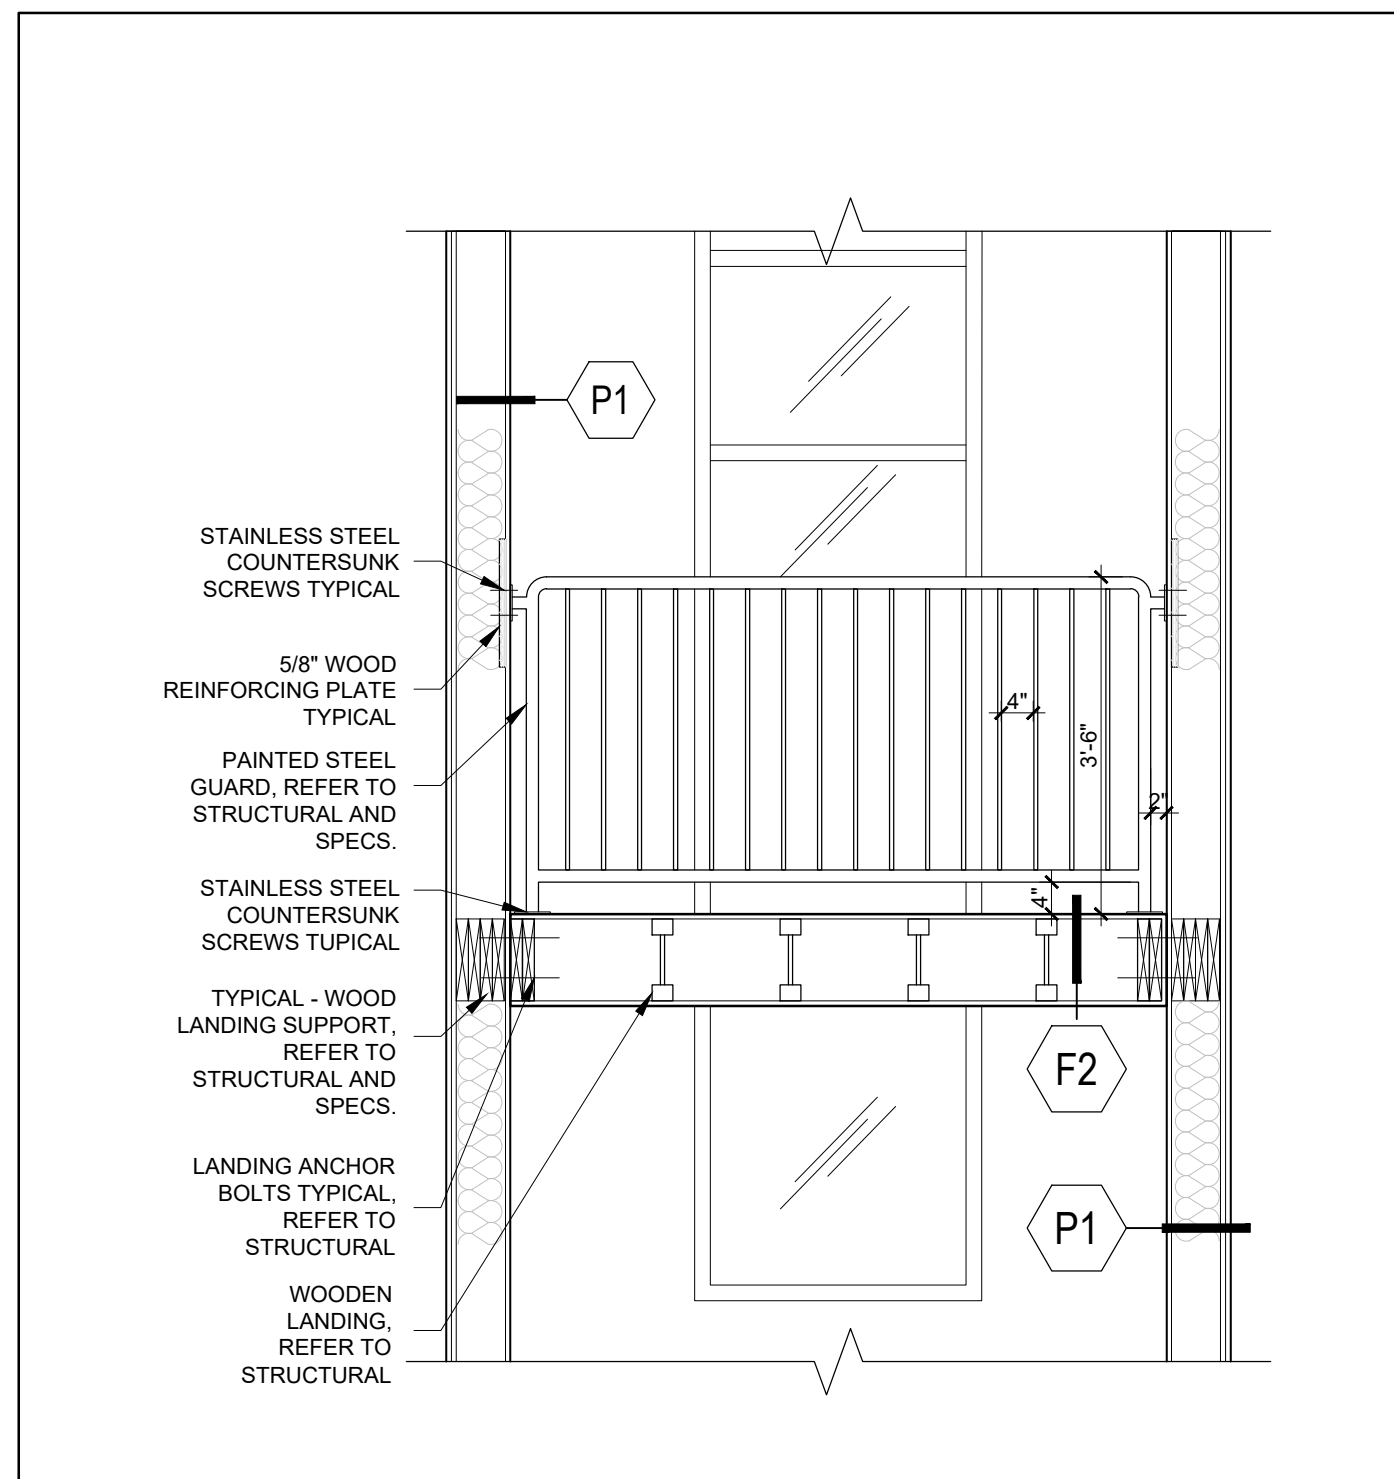 P1
STAINLESS STEEL
COUNTERSUNK
SCREWS TYPICAL
5/8" WOOD
REINFORCING PLATE
TYPICAL
4"
3'-6"
PAINTED STEEL
GUARD, REFER TO
STRUCTURAL AND
SPECS.
2"
STAINLESS STEEL
COUNTERSUNK
SCREWS TUPICAL
4"
TYPICAL - WOOD
LANDING SUPPORT,
REFER TO
STRUCTURAL AND
SPECS.
F2
LANDING ANCHOR
BOLTS TYPICAL,
REFER TO
STRUCTURAL
P1
WOODEN
LANDING,
REFER TO
STRUCTURAL